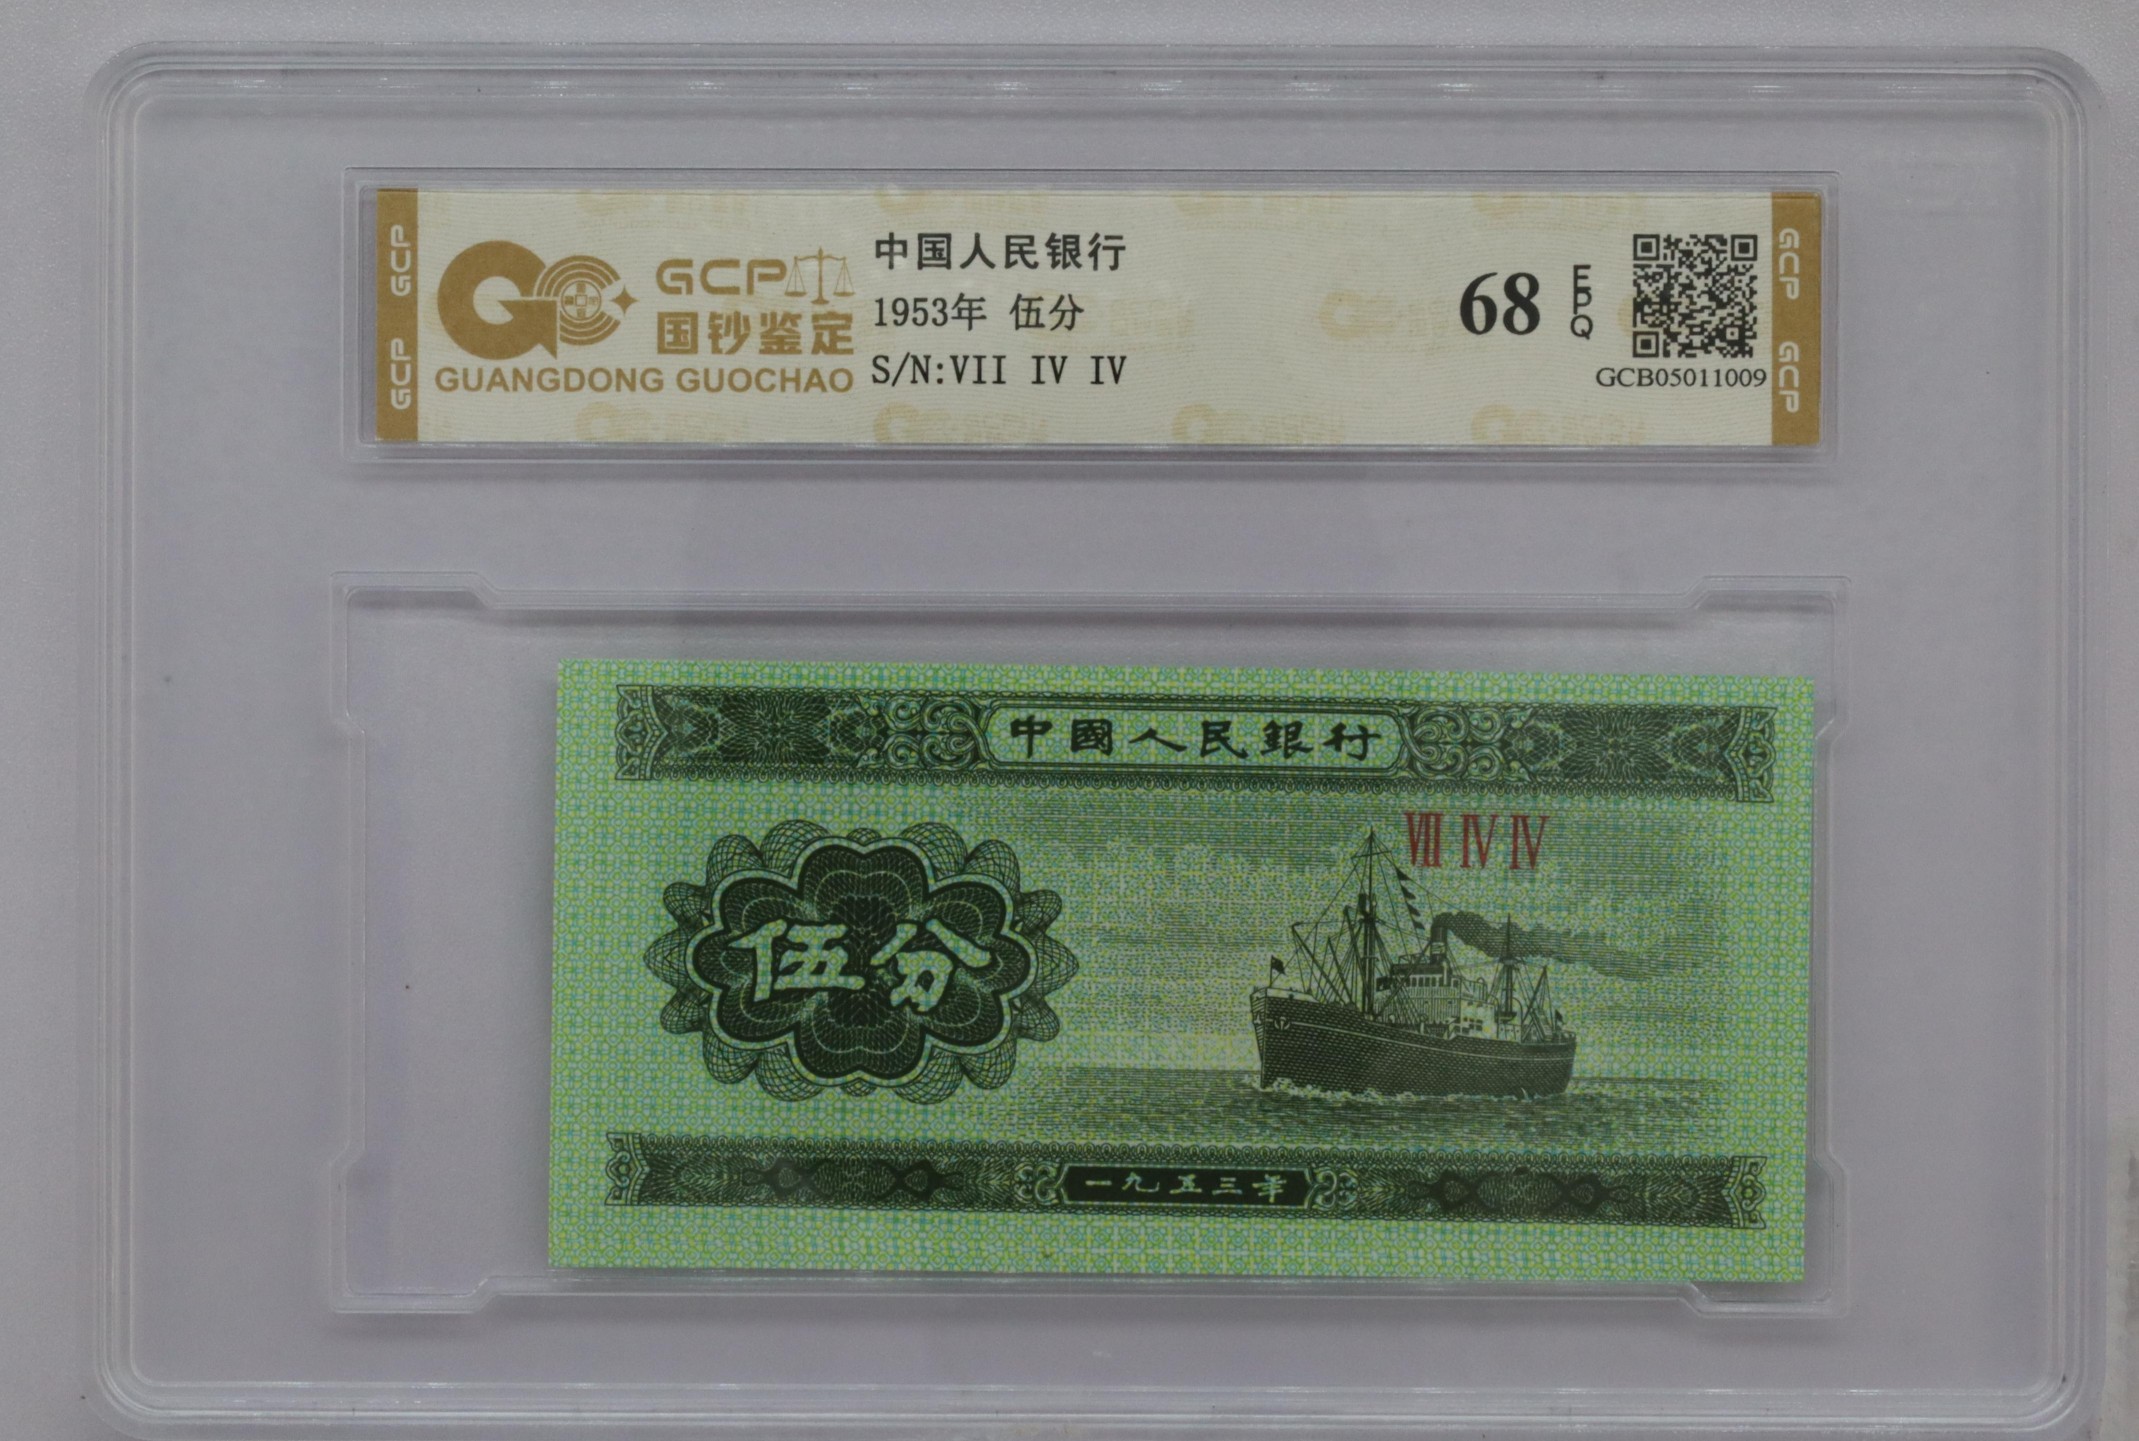 GCP
GCP
GCP
国钞鉴定
GUANGDONG GUOCHAO
中国人民银行
1953年 伍分
S/N:VII IV IV
68
EPQ
GCB05011009
GCP
GCP
中國人民銀行
VII IV IV
伍分
一九五三年